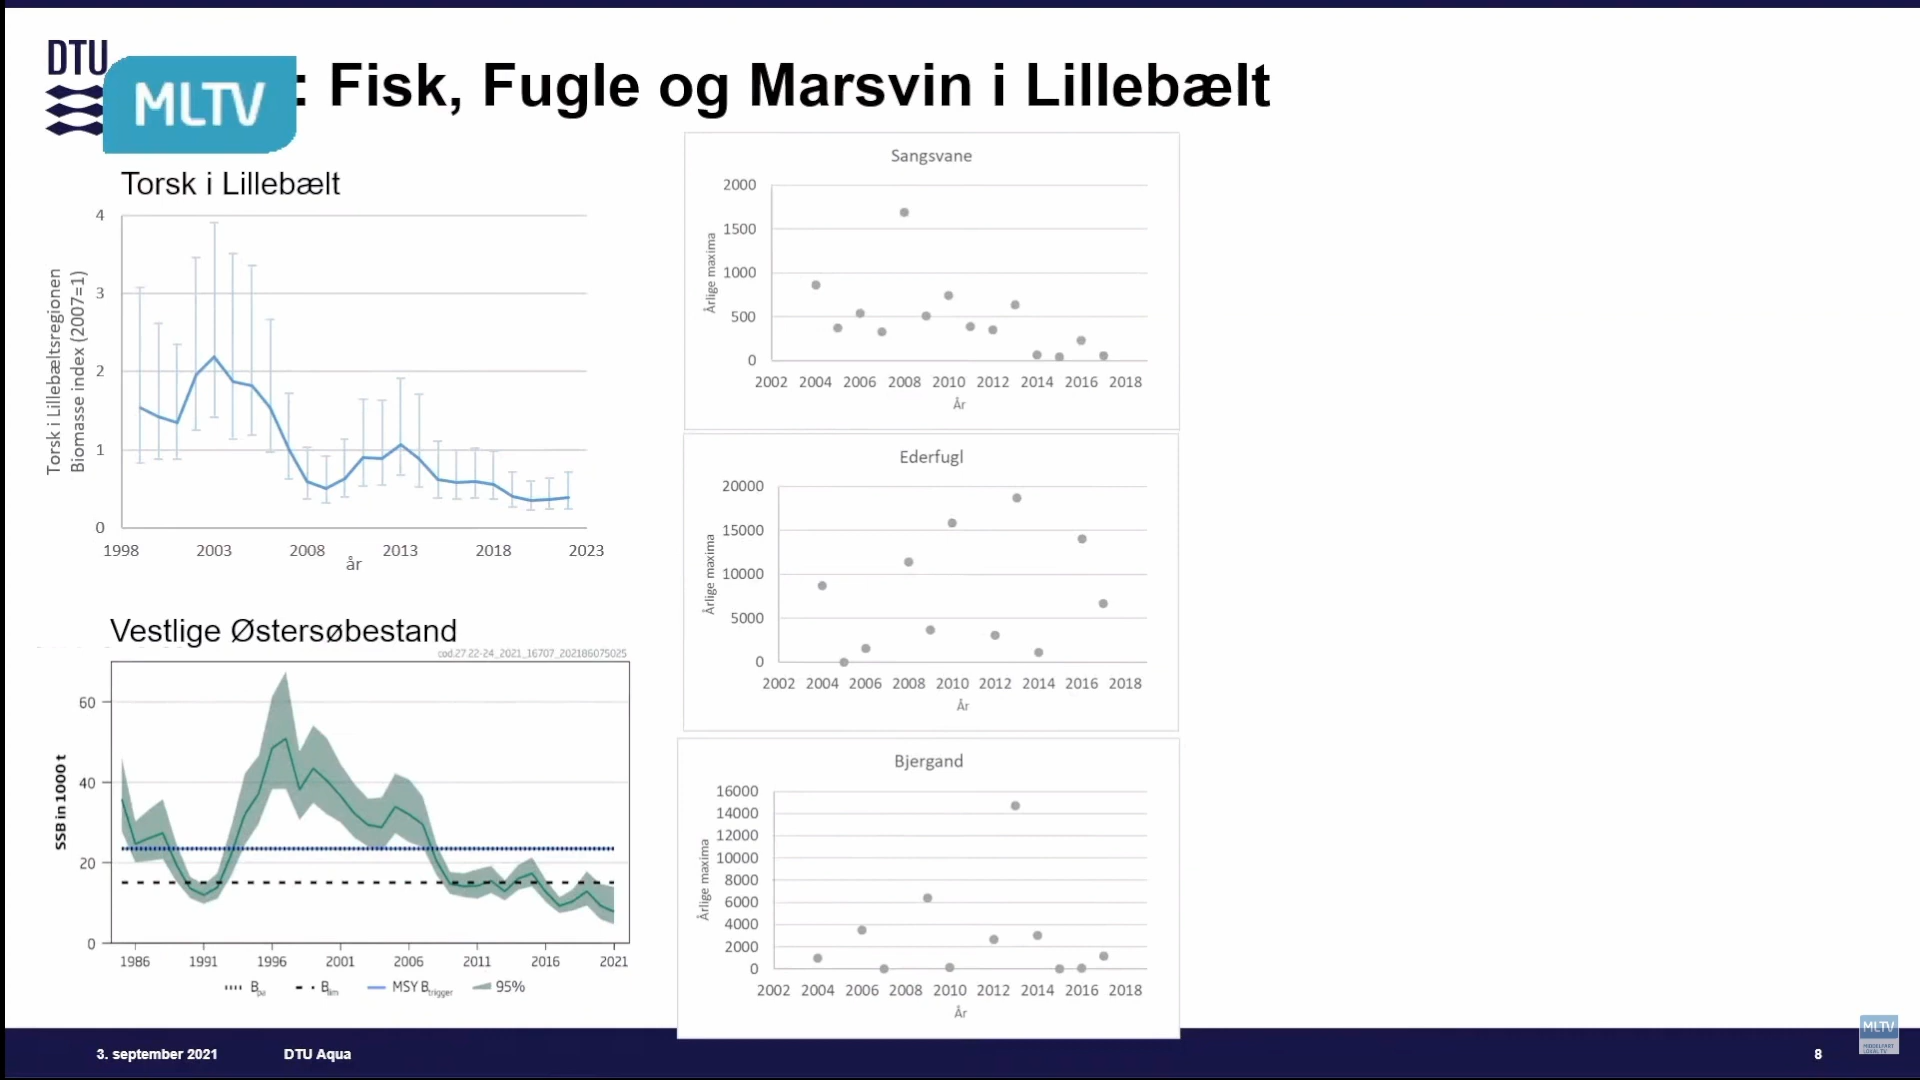 DTU
MLTV
: Fisk, Fugle og Marsvin i Lillebælt
Torsk i Lillebælt
Torsk i Lillebæltsregionen
Biomasse index (2007=1)
4
3
2
1
0
1998 2003 2008 2013 2018 2023
år
Vestlige Østersøbestand
cod.27.22-24_2021_16707_202186075025
SSB in 1000 t
60
40
20
0
1986 1991 1996 2001 2006 2011 2016 2021
Bpa Blim MSY Btrigger 95%
Sangsvane
Årlige maxima
2000
1500
1000
500
0
2002 2004 2006 2008 2010 2012 2014 2016 2018
År
Ederfugl
Årlige maxima
20000
15000
10000
5000
0
2002 2004 2006 2008 2010 2012 2014 2016 2018
År
Bjergand
Årlige maxima
16000
14000
12000
10000
8000
6000
4000
2000
0
2002 2004 2006 2008 2010 2012 2014 2016 2018
År
3. september 2021 DTU Aqua 8
MLTV
MIDDELFART
LOKAL TV